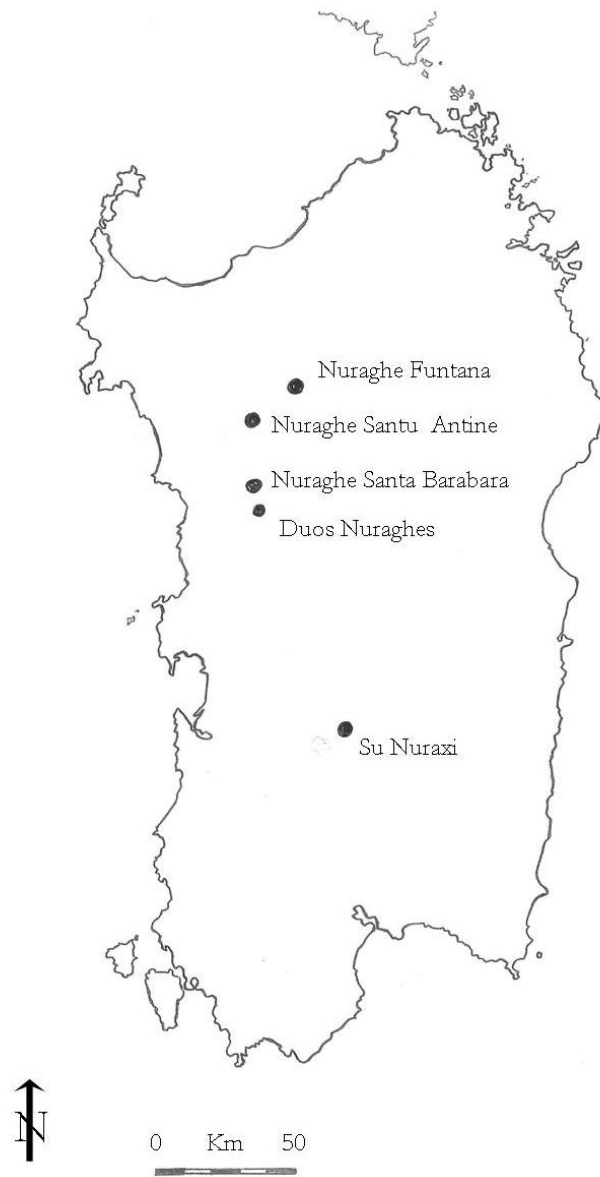 Nuraghe Funtana
Nuraghe Santu Antine
Nuraghe Santa Barabara
Duos Nuraghes
Su Nuraxi
N
0 Km 50